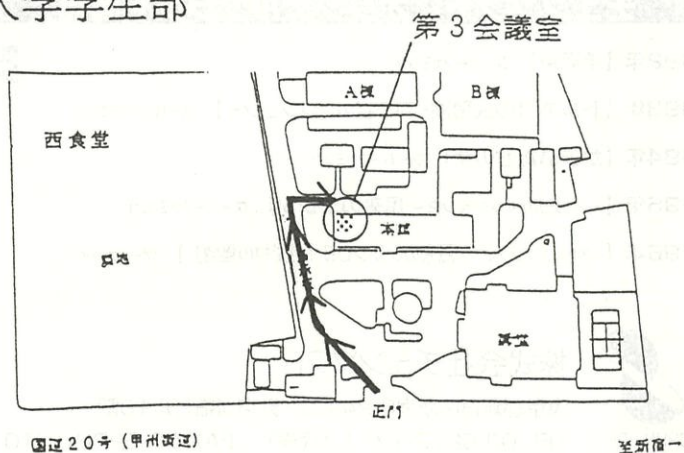 学学生部
第3会議室
A棟
B棟
西食堂
本館
講堂
正門
国道20号(甲州街道)
至新宿→